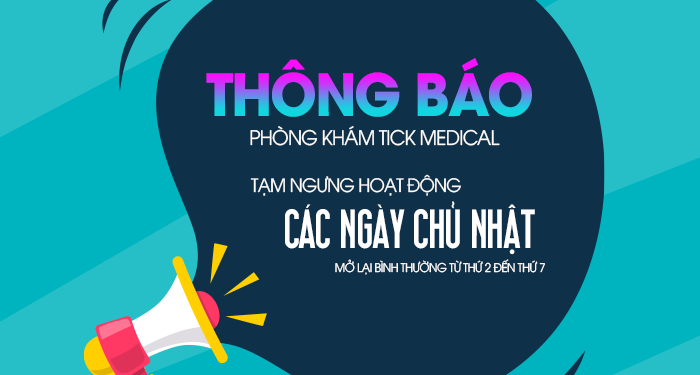 THÔNG BÁO
PHÒNG KHÁM TICK MEDICAL
TẠM NGƯNG HOẠT ĐỘNG
CÁC NGÀY CHỦ NHẬT
MỞ LẠI BÌNH THƯỜNG TỪ THỨ 2 ĐẾN THỨ 7